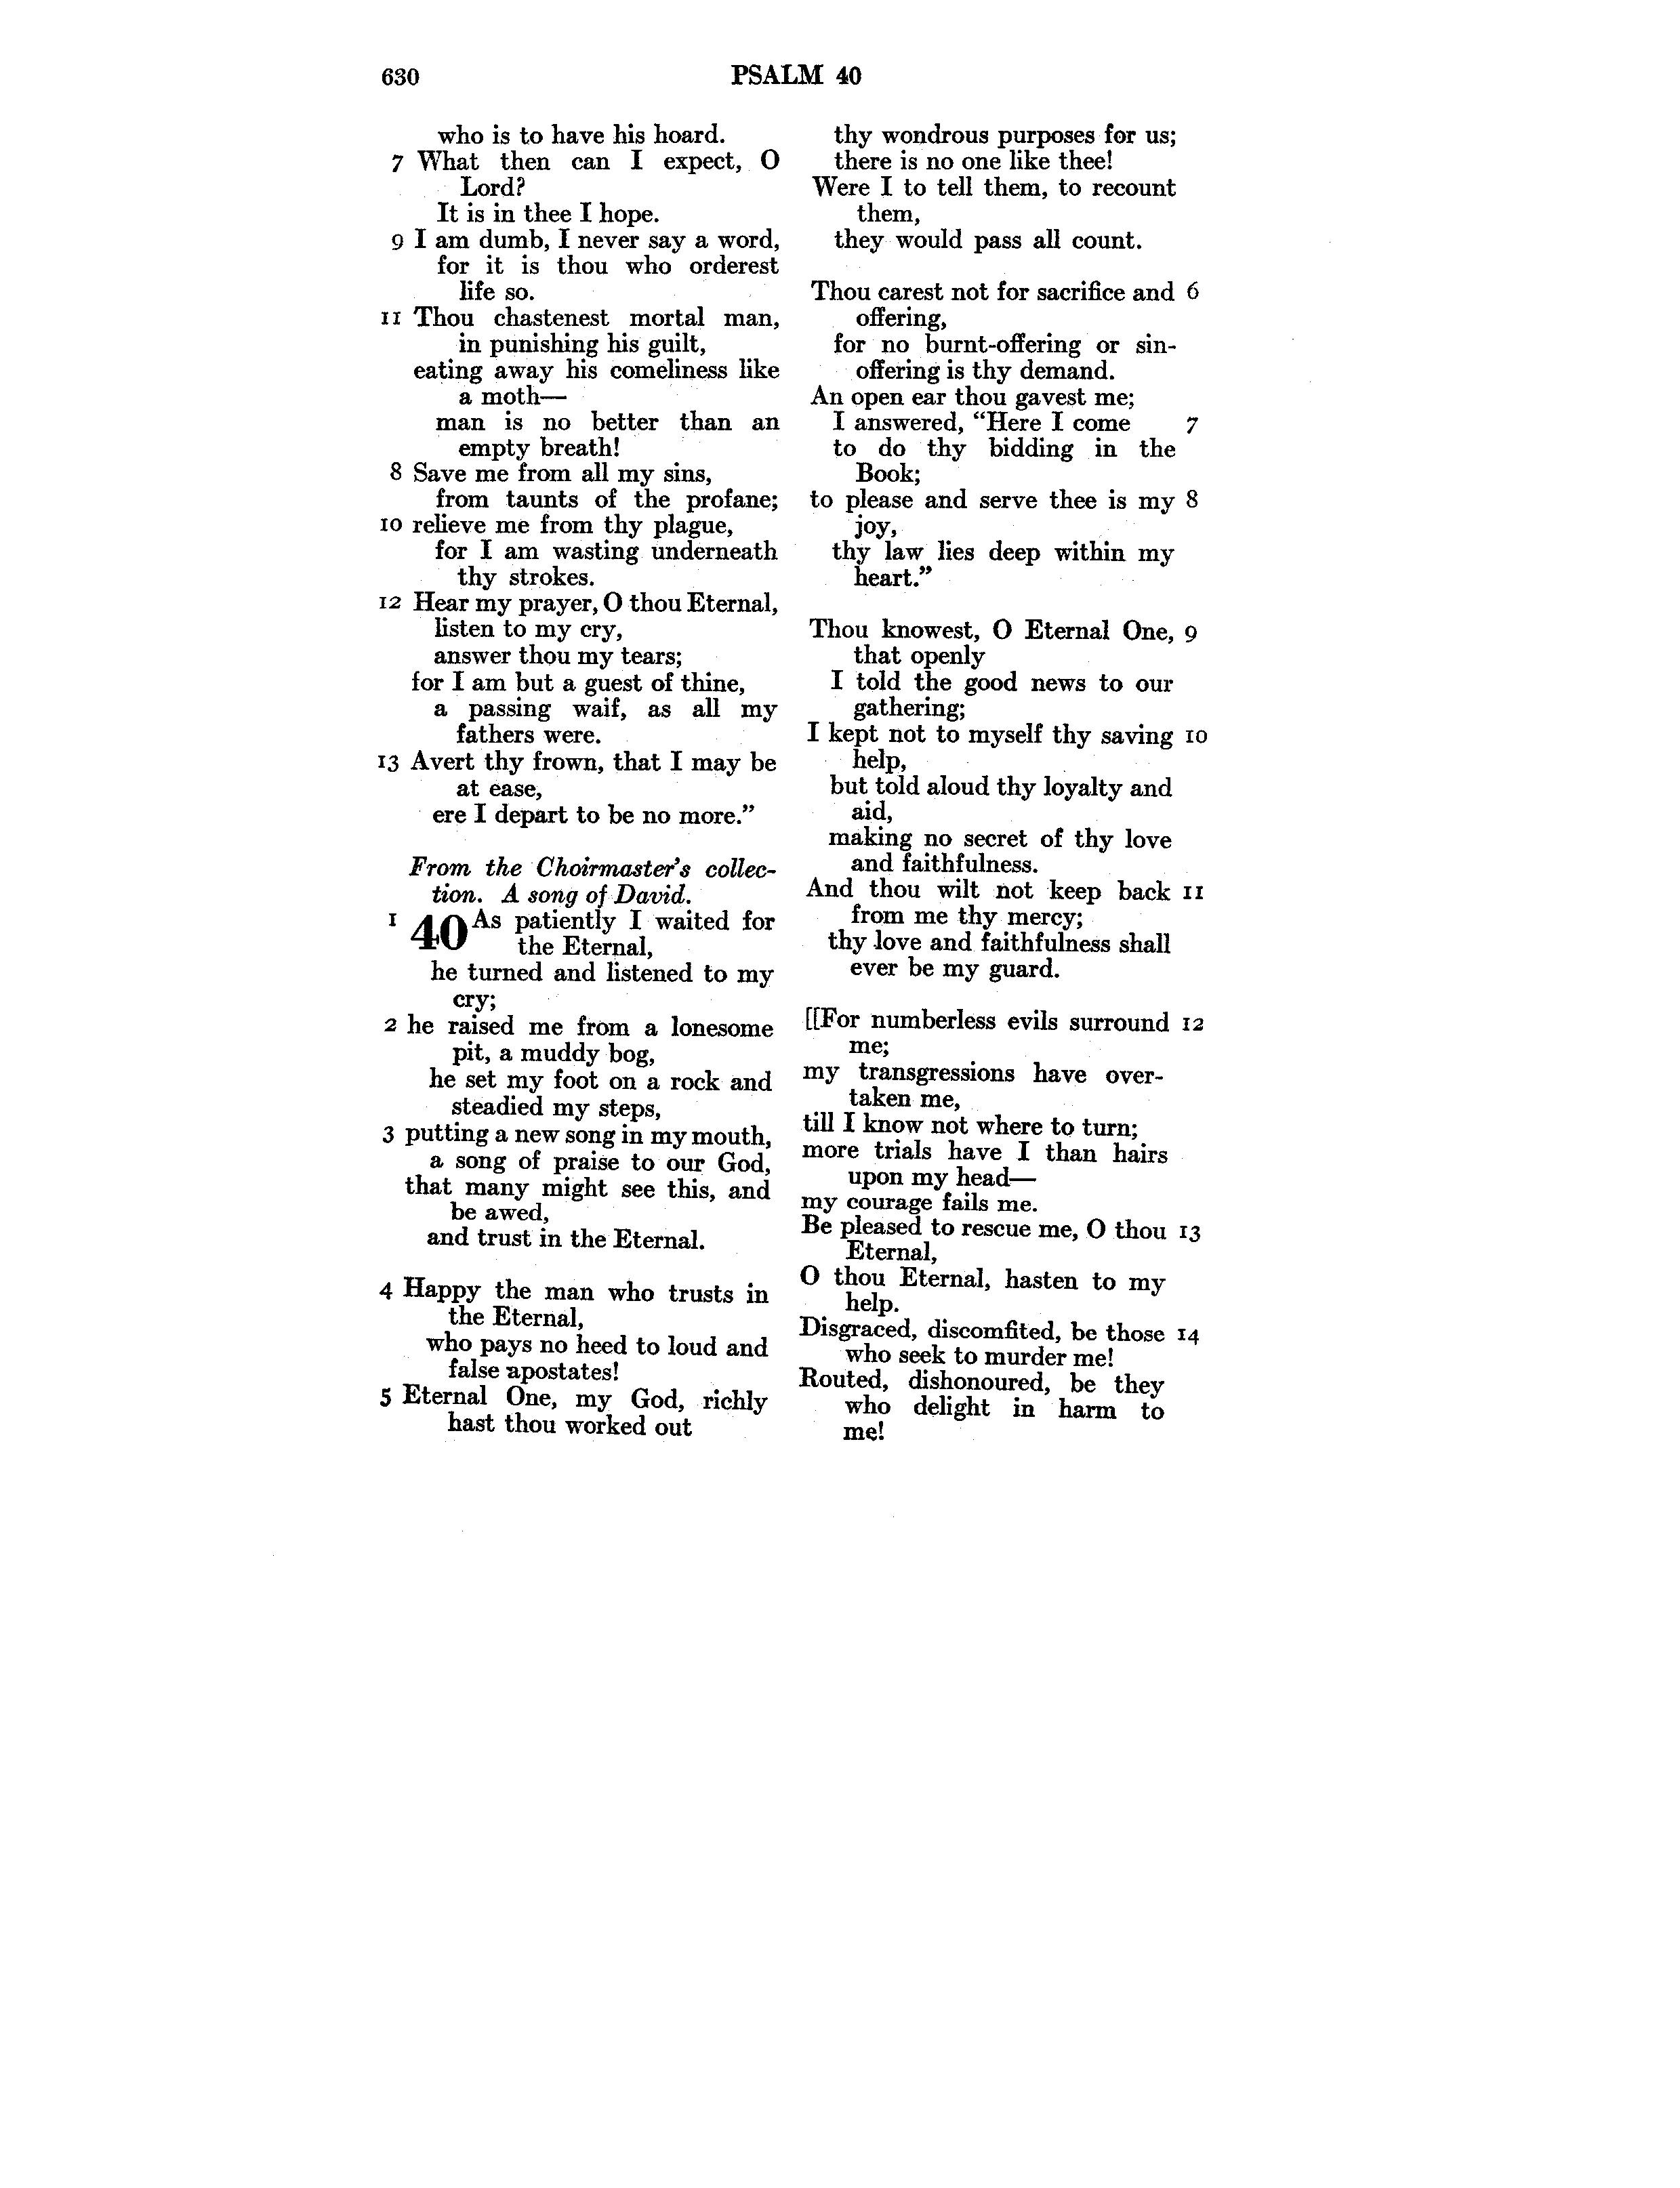 630 PSALM 40
who is to have his hoard.
7 What then can I expect, O
Lord?
It is in thee I hope.
9 I am dumb, I never say a word,
for it is thou who orderest
life so.
11 Thou chastenest mortal man,
in punishing his guilt,
eating away his comeliness like
a moth—
man is no better than an
empty breath!
8 Save me from all my sins,
from taunts of the profane;
10 relieve me from thy plague,
for I am wasting underneath
thy strokes.
12 Hear my prayer, O thou Eternal,
listen to my cry,
answer thou my tears;
for I am but a guest of thine,
a passing waif, as all my
fathers were.
13 Avert thy frown, that I may be
at ease,
ere I depart to be no more.”
From the Choirmaster’s collec-
tion. A song of David.
1 40 As patiently I waited for
the Eternal,
he turned and listened to my
cry;
2 he raised me from a lonesome
pit, a muddy bog,
he set my foot on a rock and
steadied my steps,
3 putting a new song in my mouth,
a song of praise to our God,
that many might see this, and
be awed,
and trust in the Eternal.
4 Happy the man who trusts in
the Eternal,
who pays no heed to loud and
false apostates!
5 Eternal One, my God, richly
hast thou worked out
thy wondrous purposes for us;
there is no one like thee!
Were I to tell them, to recount
them,
they would pass all count.
Thou carest not for sacrifice and 6
offering,
for no burnt-offering or sin-
offering is thy demand.
An open ear thou gavest me;
I answered, “Here I come 7
to do thy bidding in the
Book;
to please and serve thee is my 8
joy,
thy law lies deep within my
heart.”
Thou knowest, O Eternal One, 9
that openly
I told the good news to our
gathering;
I kept not to myself thy saving 10
help,
but told aloud thy loyalty and
aid,
making no secret of thy love
and faithfulness.
And thou wilt not keep back 11
from me thy mercy;
thy love and faithfulness shall
ever be my guard.
[[For numberless evils surround 12
me;
my transgressions have over-
taken me,
till I know not where to turn;
more trials have I than hairs
upon my head—
my courage fails me.
Be pleased to rescue me, O thou 13
Eternal,
O thou Eternal, hasten to my
help.
Disgraced, discomfited, be those 14
who seek to murder me!
Routed, dishonoured, be they
who delight in harm to
me!